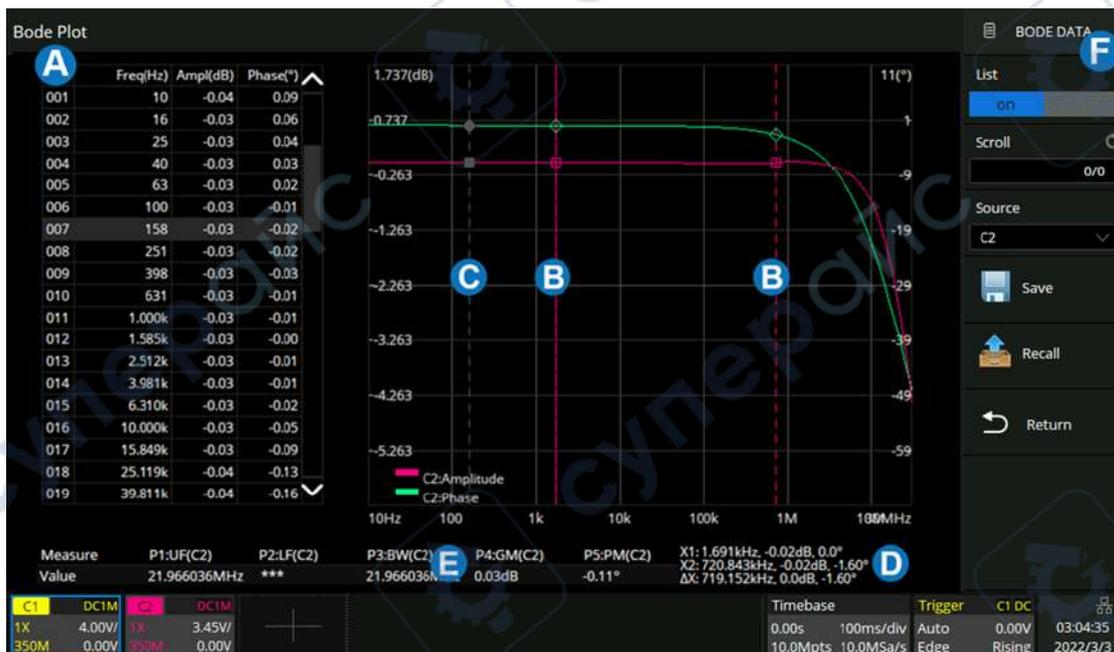 Bode Plot
BODE DATA
A
F
Freq(Hz) Ampl(dB) Phase(°)
001 10 -0.04 0.09
002 16 -0.03 0.06
003 25 -0.03 0.04
004 40 -0.03 0.03
005 63 -0.03 0.02
006 100 -0.03 -0.01
007 158 -0.03 -0.02
008 251 -0.03 -0.02
009 398 -0.03 -0.03
010 631 -0.03 -0.01
011 1.000k -0.03 -0.01
012 1.585k -0.03 -0.00
013 2.512k -0.03 -0.01
014 3.981k -0.03 -0.01
015 6.310k -0.03 -0.02
016 10.000k -0.03 -0.05
017 15.849k -0.03 -0.09
018 25.119k -0.04 -0.13
019 39.811k -0.04 -0.16
1.737(dB) 11(°)
-0.737 1
-0.263 -9
-1.263 -19
-2.263 -29
-3.263 -39
-4.263 -49
-5.263 -59
C B B
C2:Amplitude
C2:Phase
10Hz 100 1k 10k 100k 1M
List
on
Scroll
0/0
Source
C2
Save
Recall
Return
Measure P1:UF(C2) P2:LF(C2) P3:BW(C2) P4:GM(C2) P5:PM(C2)
Value 21.966036MHz *** 21.966036M 0.03dB -0.11°
E
X1: 1.691kHz, -0.02dB, 0.0°
X2: 720.843kHz, -0.02dB, -1.60°
ΔX: 719.152kHz, 0.0dB, -1.60°
D
C1 DC1M
1X 4.00V/
350M 0.00V
C2 DC1M
1X 3.45V/
350M 0.00V
Timebase
0.00s 100ms/div
10.0Mpts 10.0MSa/s
Trigger C1 DC
Auto 0.00V
Edge Rising
03:04:35
2022/3/3
суперайс
суперайс